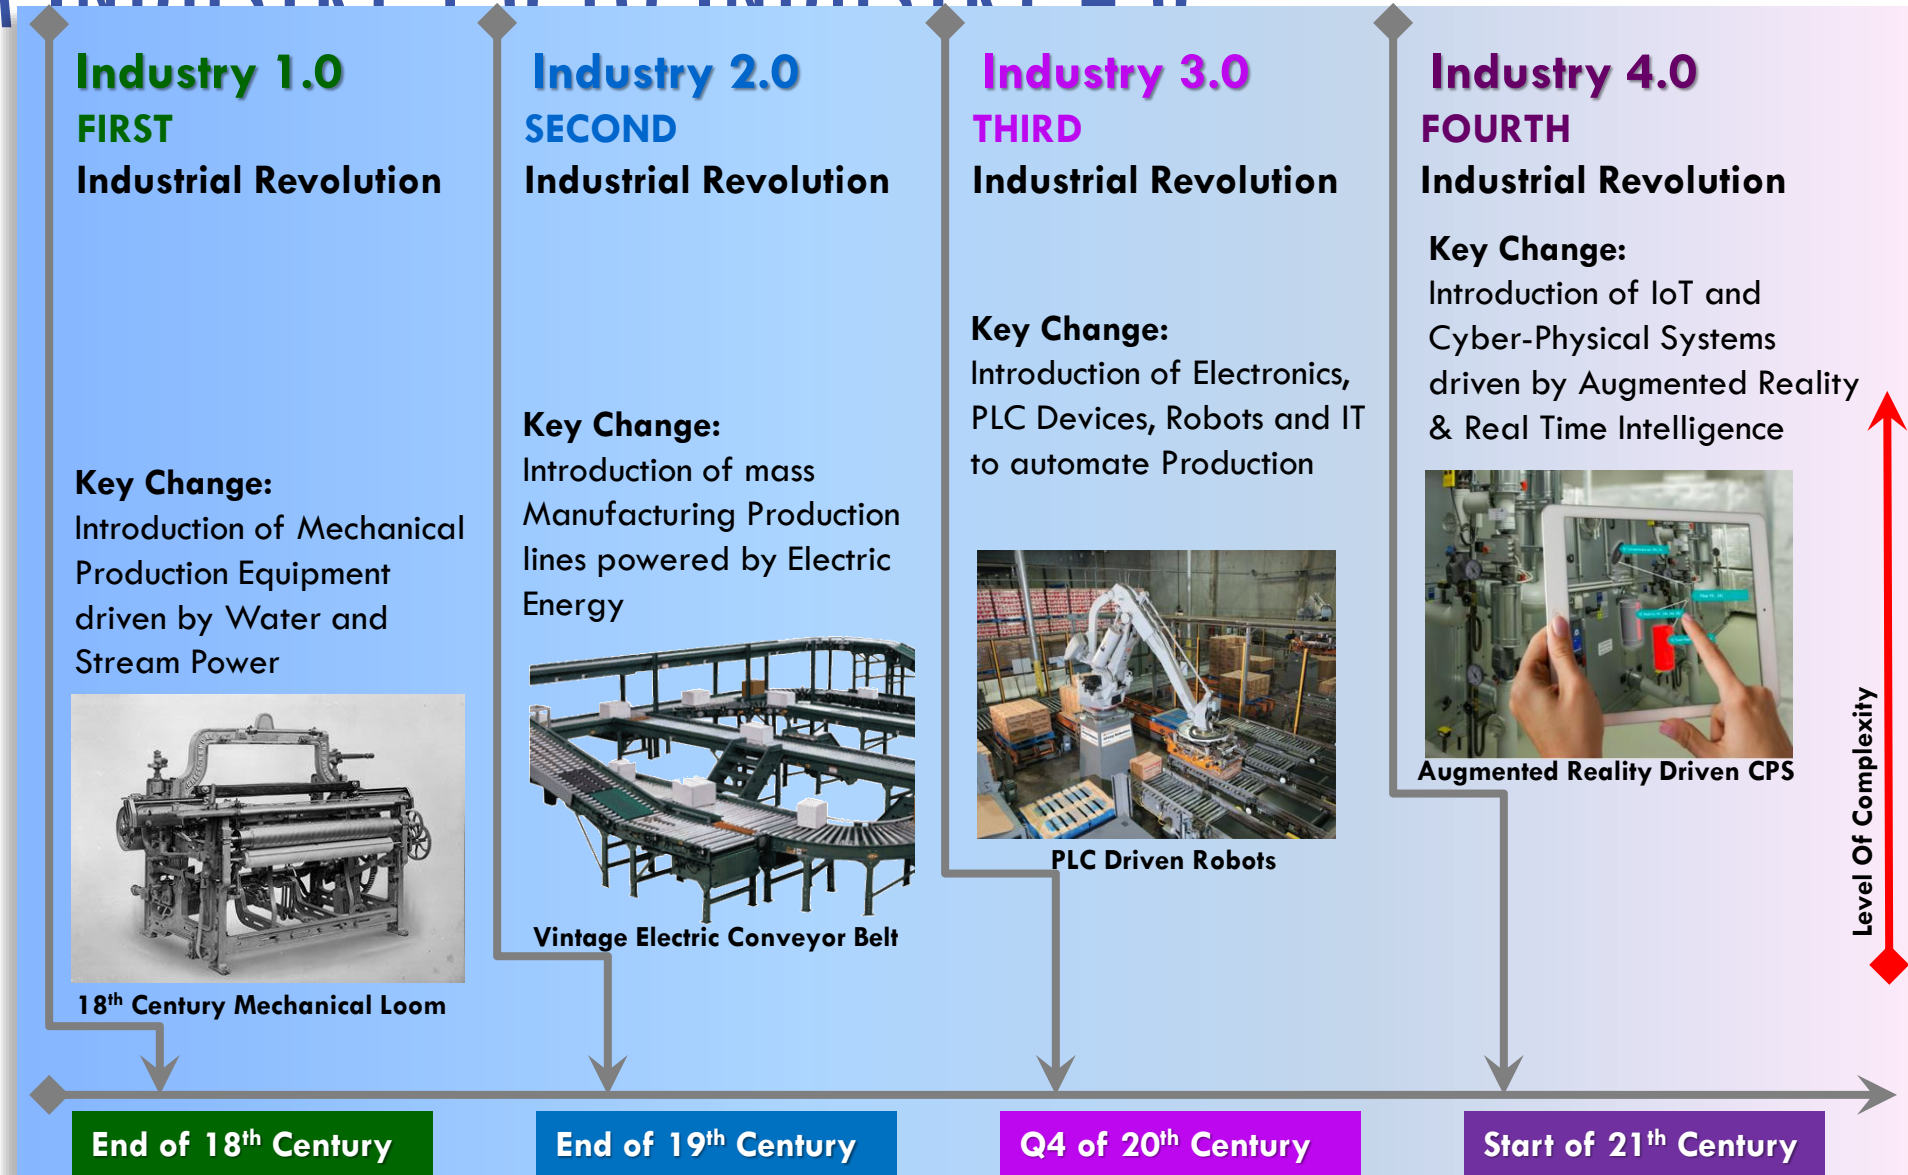 Industry 1.0
FIRST
Industrial Revolution
Key Change:
Introduction of Mechanical
Production Equipment
driven by Water and
Stream Power
18th Century Mechanical Loom
End of 18th Century
Industry 2.0
SECOND
Industrial Revolution
Key Change:
Introduction of mass
Manufacturing Production
lines powered by Electric
Energy
Vintage Electric Conveyor Belt
End of 19th Century
Industry 3.0
THIRD
Industrial Revolution
Key Change:
Introduction of Electronics,
PLC Devices, Robots and IT
to automate Production
PLC Driven Robots
Q4 of 20th Century
Industry 4.0
FOURTH
Industrial Revolution
Key Change:
Introduction of IoT and
Cyber-Physical Systems
driven by Augmented Reality
& Real Time Intelligence
Augmented Reality Driven CPS
Start of 21th Century
Level Of Complexity